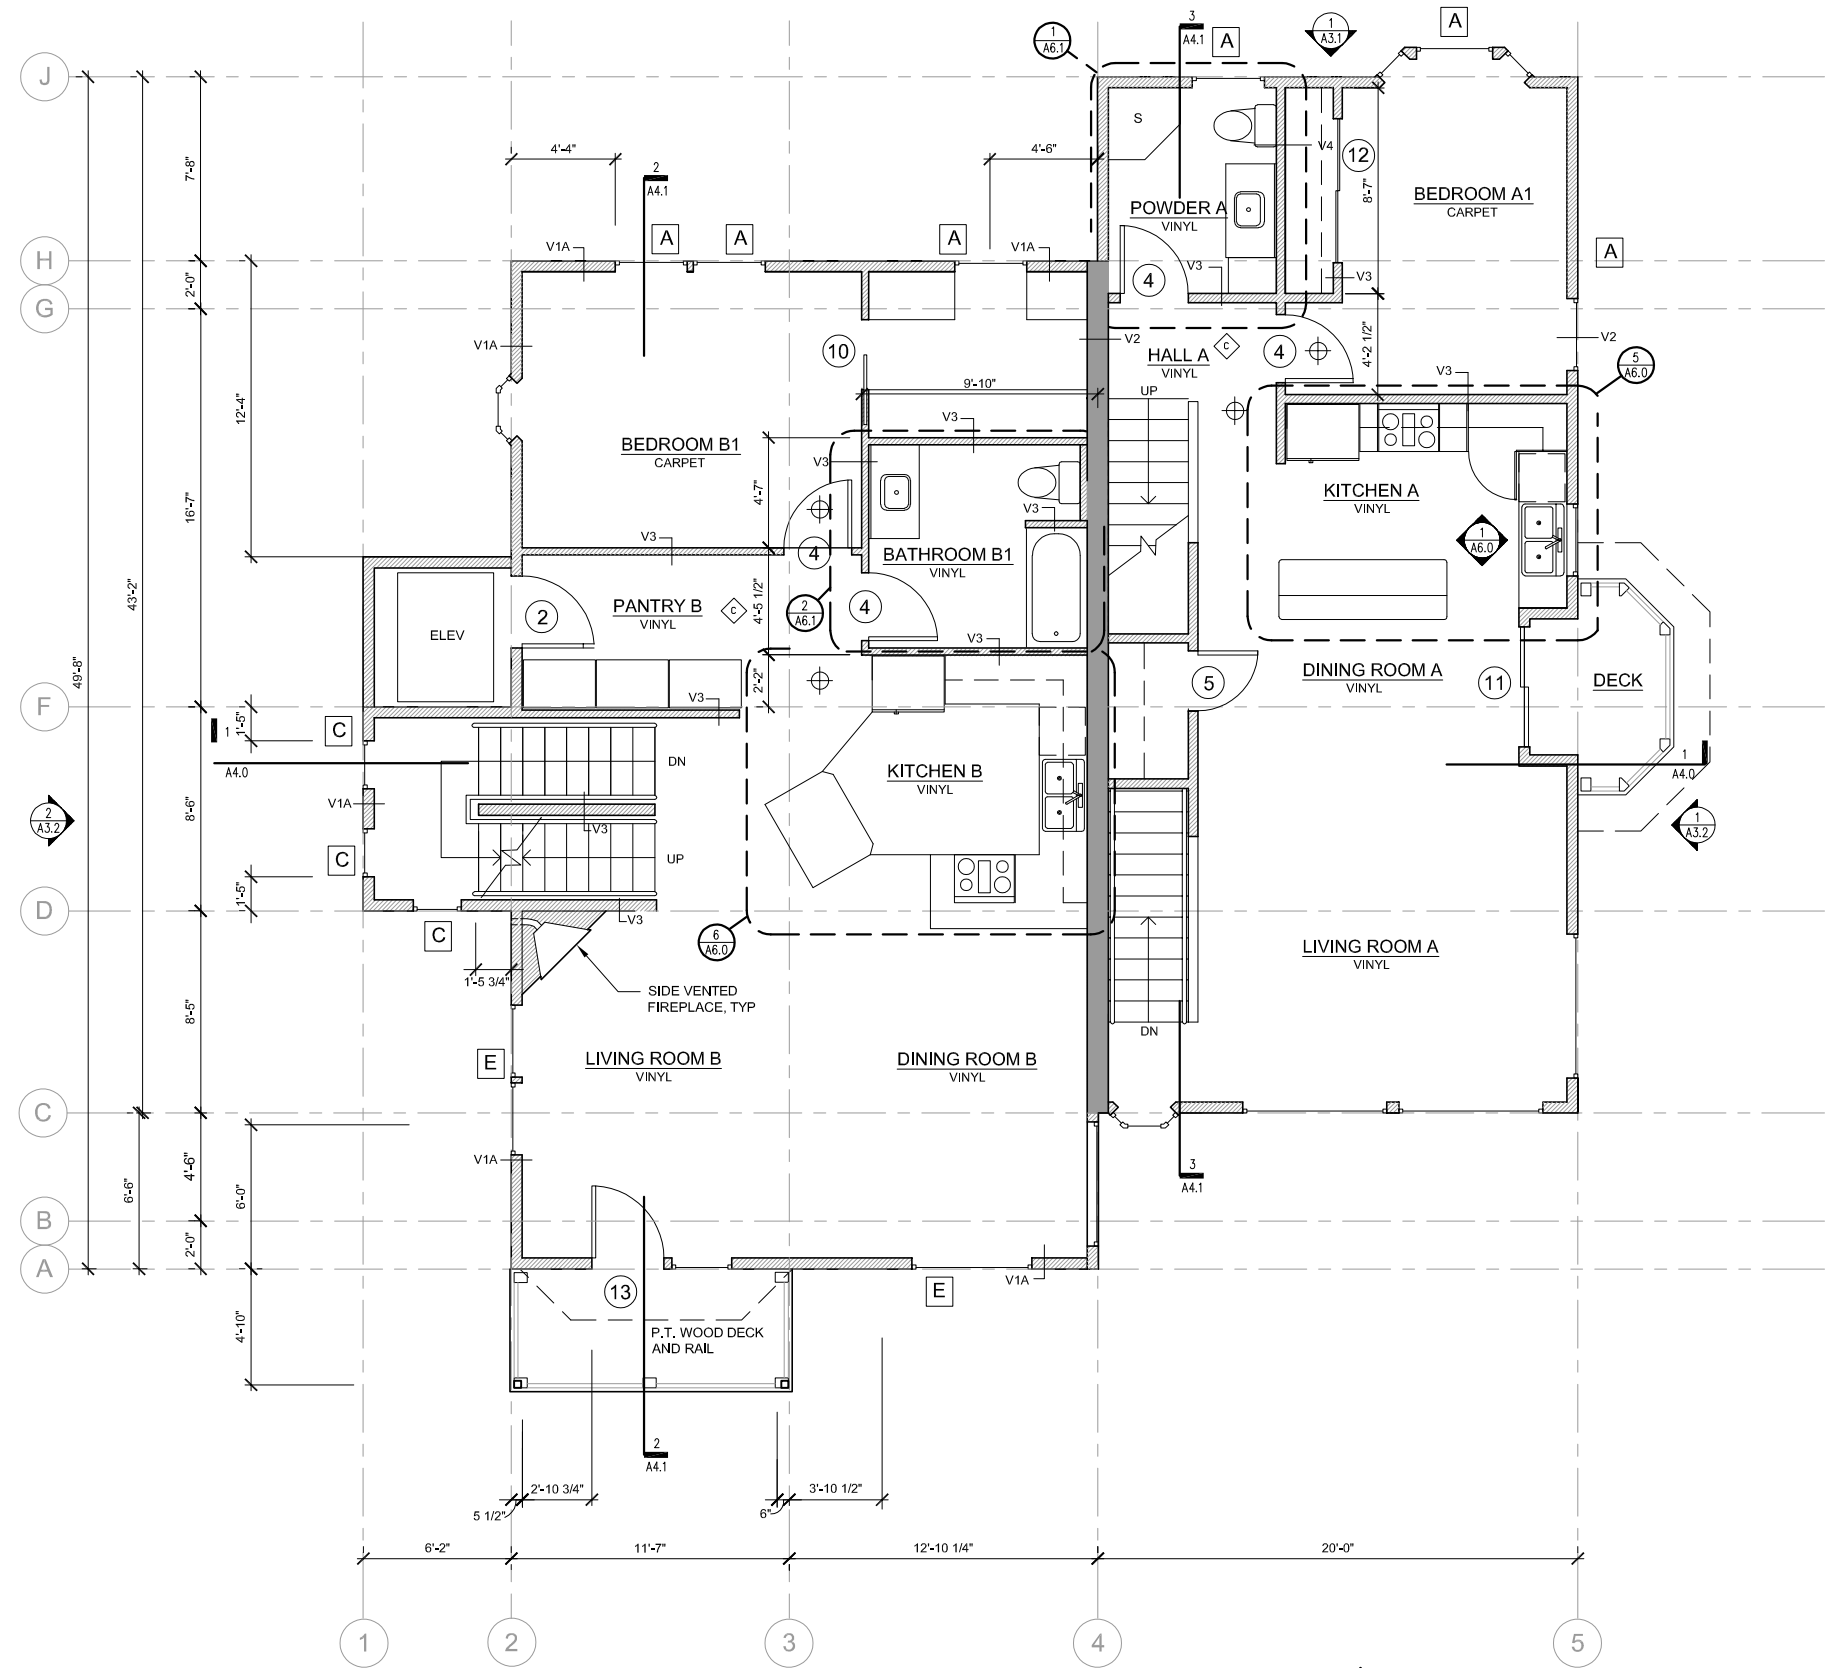 3
A4.1
1
A6.1
A
1
A3.1
A
J
S
V4
12
4'-4"
4'-6"
7'-8"
2
A4.1
8'-7"
BEDROOM A1
CARPET
POWDER A
VINYL
A
A
A
V1A
V1A
A
H
V3
V3
4
2'-0"
G
V1A
10
V2
HALL A
VINYL
C
4
4'-2 1/2"
V2
5
A6.0
V3
9'-10"
UP
12'-4"
V3
BEDROOM B1
CARPET
V3
4'-7"
16'-7"
KITCHEN A
VINYL
V3
V3
N
1
A6.0
4
BATHROOM B1
VINYL
43'-2"
2
A6.1
4
4'-5 1/2"
PANTRY B
VINYL
C
2
ELEV
V3
49'-8"
DINING ROOM A
VINYL
11
DECK
5
2'-2"
V3
F
1'-5"
C
1
A4.0
DN
KITCHEN B
VINYL
1
A4.0
V1A
8'-6"
2
A3.2
V3
1
A3.2
C
UP
1'-5"
D
V3
C
6
A6.0
LIVING ROOM A
VINYL
1'-5 3/4"
SIDE VENTED
FIREPLACE, TYP
8'-5"
DN
E
LIVING ROOM B
VINYL
DINING ROOM B
VINYL
C
V1A
3
A4.1
4'-6"
6'-6"
6'-0"
B
2'-0"
A
V1A
13
E
4'-10"
P.T. WOOD DECK
AND RAIL
2
A4.1
2'-10 3/4"
3'-10 1/2"
5 1/2"
6"
6'-2"
11'-7"
12'-10 1/4"
20'-0"
1
2
3
4
5